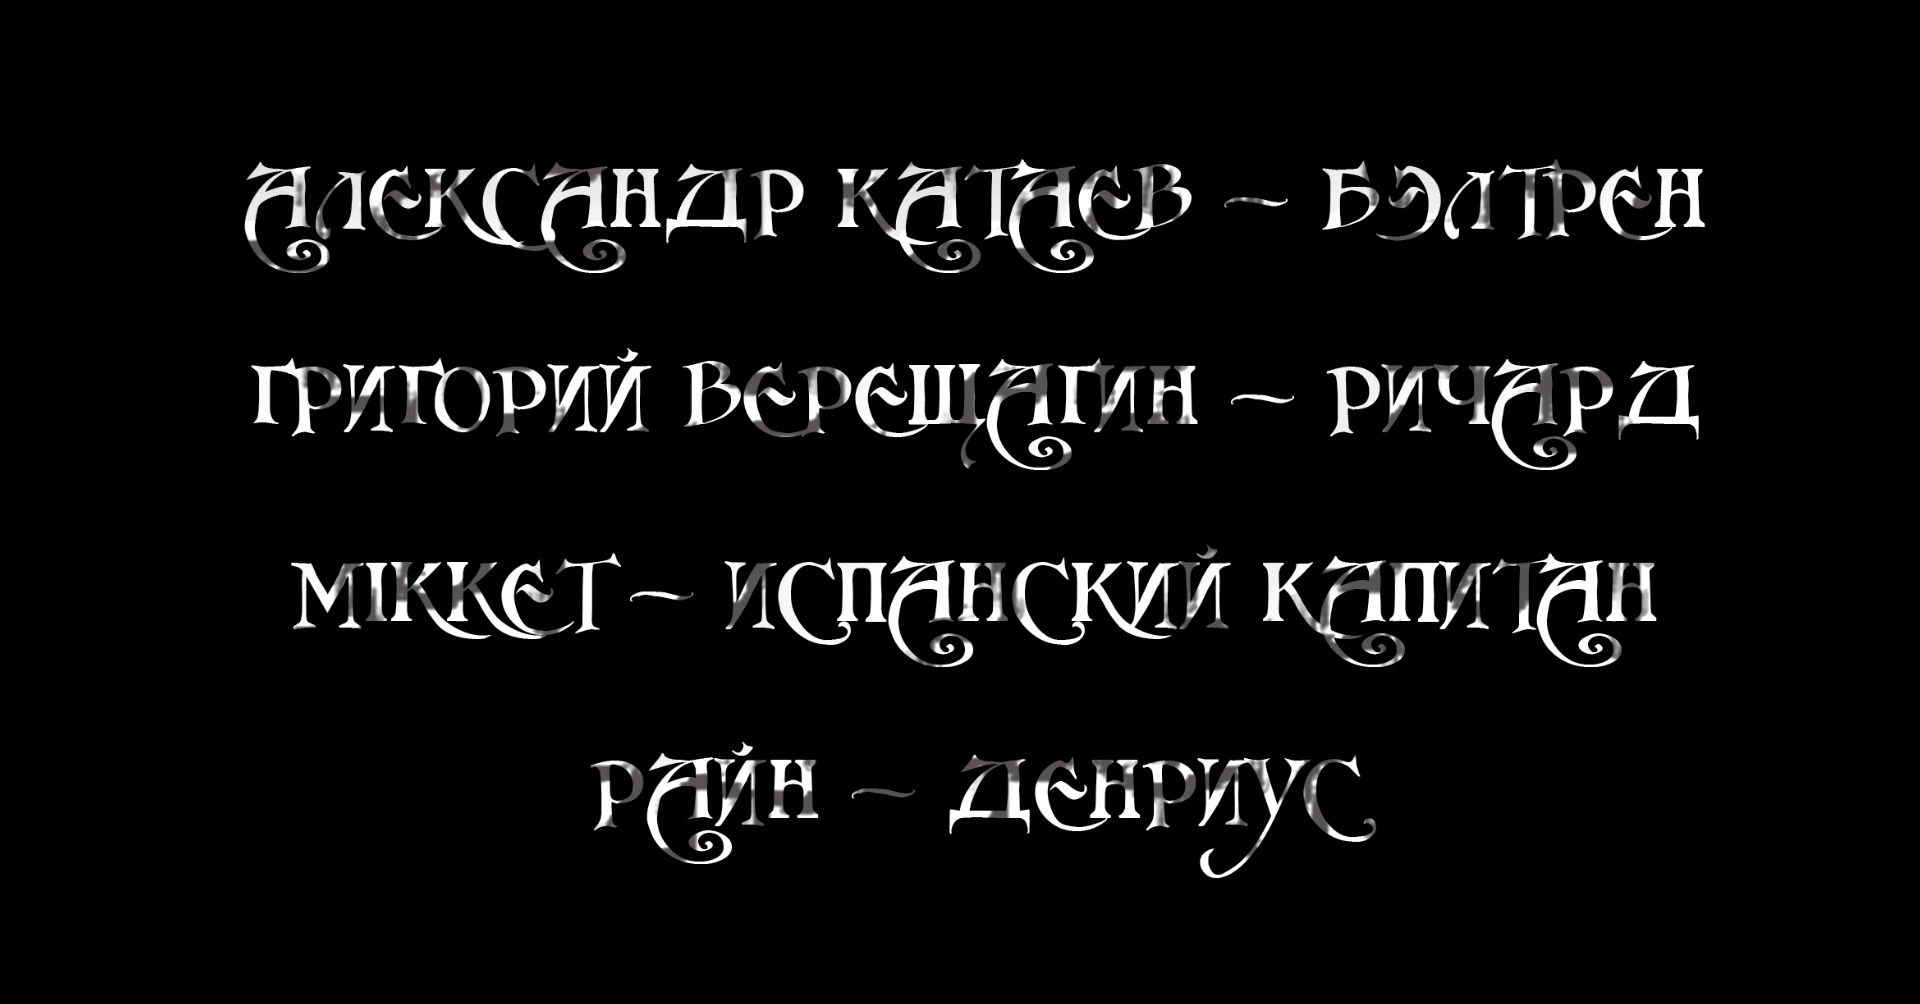 АЛЕКСАНДР КАТАЕВ – БЭЛТРЕН
ГРИГОРИЙ ВЕРЕЩАГИН – РИЧАРД
МІККЕТ – ИСПАНСКИЙ КАПИТАН
РАЙН – ДЕНРИУС